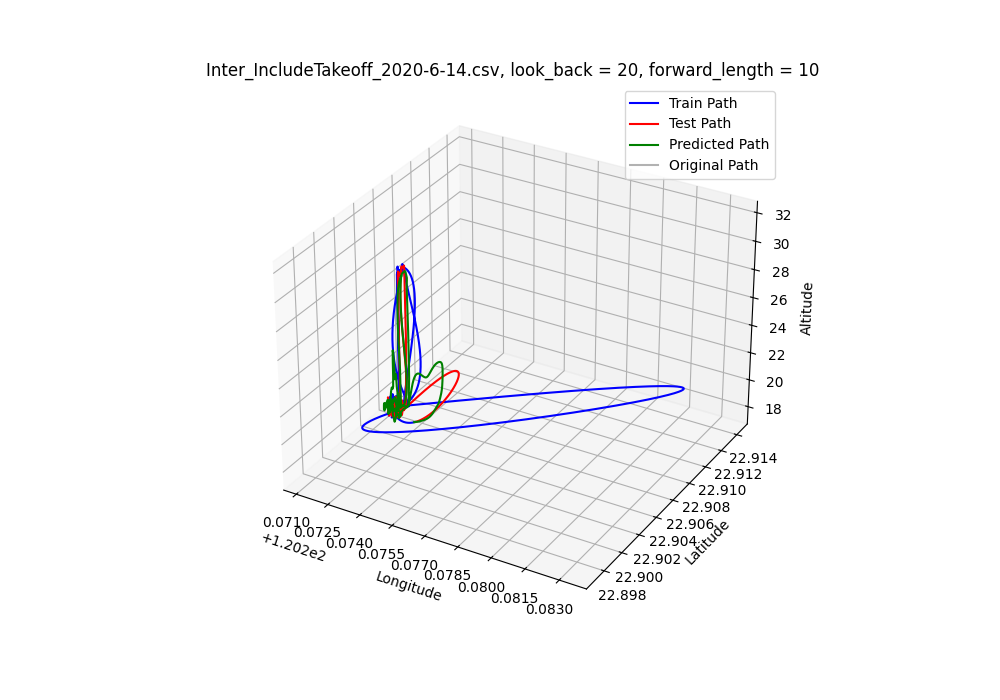 Inter_IncludeTakeoff_2020-6-14.csv, look_back = 20, forward_length = 10
Train Path
Test Path
Predicted Path
Original Path
32
30
28
26
24
22
20
18
Altitude
22.914
22.912
22.910
22.908
22.906
22.904
22.902
22.900
22.898
Latitude
0.0710
0.0725
0.0740
0.0755
0.0770
0.0785
0.0800
0.0815
0.0830
+1.202e2
Longitude